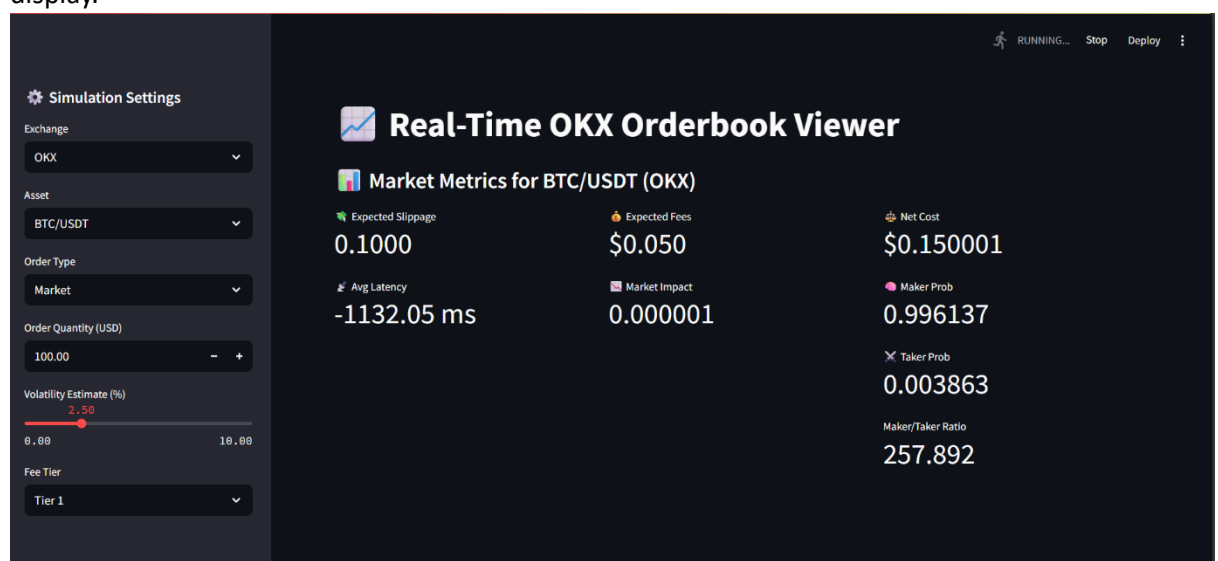 display.
RUNNING... Stop Deploy
Simulation Settings
Exchange
OKX
Asset
BTC/USDT
Order Type
Market
Order Quantity (USD)
100.00 - +
Volatility Estimate (%)
2.50
0.00 10.00
Fee Tier
Tier 1
Real-Time OKX Orderbook Viewer
Market Metrics for BTC/USDT (OKX)
Expected Slippage
0.1000
Expected Fees
$0.050
Net Cost
$0.150001
Avg Latency
-1132.05 ms
Market Impact
0.000001
Maker Prob
0.996137
Taker Prob
0.003863
Maker/Taker Ratio
257.892